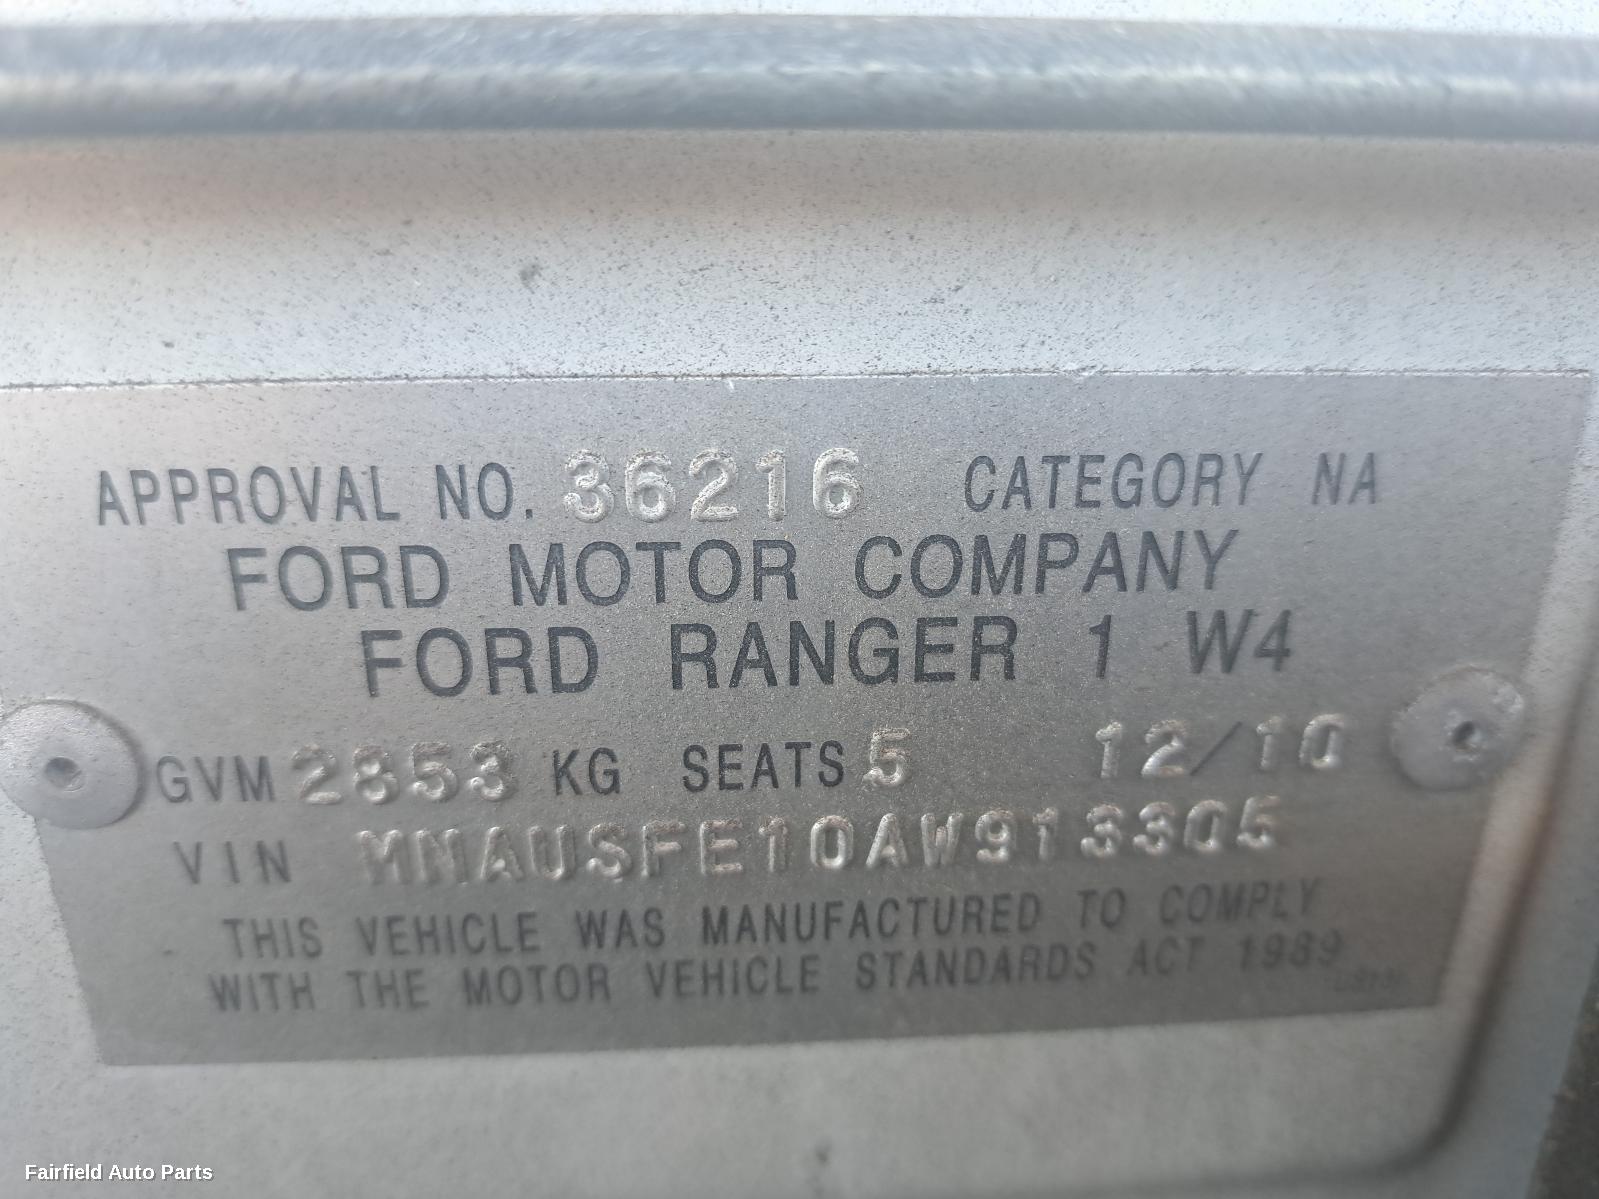 APPROVAL NO. 36216 CATEGORY NA
FORD MOTOR COMPANY
FORD RANGER 1 W4
GVM 2853 KG SEATS 5 12/10
VIN MNAUSFE10AW913305
THIS VEHICLE WAS MANUFACTURED TO COMPLY
WITH THE MOTOR VEHICLE STANDARDS ACT 1989
Fairfield Auto Parts